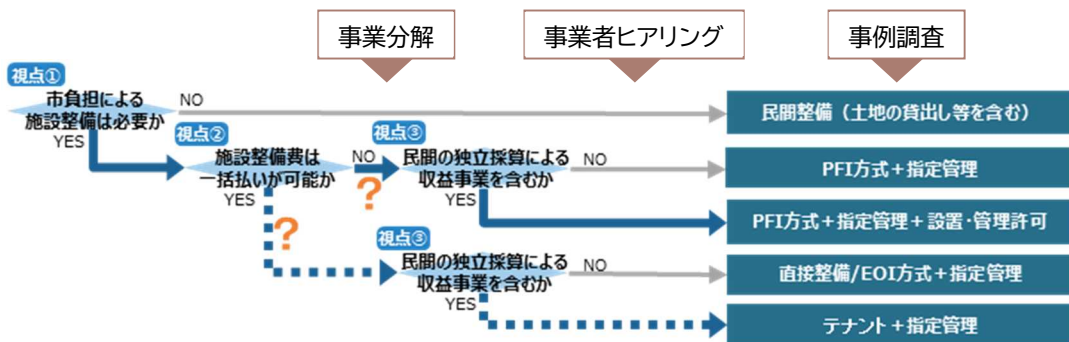 事業分解
事業者ヒアリング
事例調査
視点①
市負担による
施設整備は必要か
NO
YES
民間整備（土地の貸出し等を含む）
視点②
施設整備費は
一括払いが可能か
NO
YES
?
?
視点③
民間の独立採算による
収益事業を含むか
NO
YES
PFI方式＋指定管理
PFI方式＋指定管理＋設置・管理許可
視点③
民間の独立採算による
収益事業を含むか
NO
YES
直接整備/EOI方式＋指定管理
テナント＋指定管理